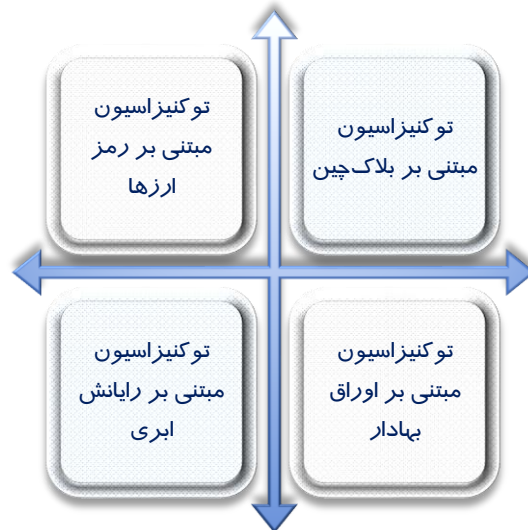 توکنیزاسیون
مبتنی بر بلاک‌چین
توکنیزاسیون
مبتنی بر رمز
ارزها
توکنیزاسیون
مبتنی بر اوراق
بهادار
توکنیزاسیون
مبتنی بر رایانش
ابری